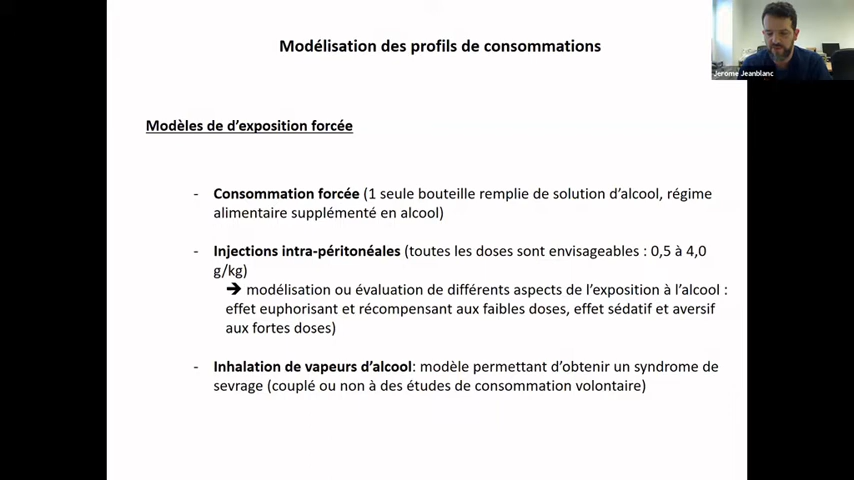 Modélisation des profils de consommations
Jerome Jeanblanc
Modèles de d’exposition forcée
- Consommation forcée (1 seule bouteille remplie de solution d’alcool, régime
alimentaire supplémenté en alcool)
- Injections intra-péritonéales (toutes les doses sont envisageables : 0,5 à 4,0
g/kg)
➔ modélisation ou évaluation de différents aspects de l’exposition à l’alcool :
effet euphorisant et récompensant aux faibles doses, effet sédatif et aversif
aux fortes doses)
- Inhalation de vapeurs d’alcool: modèle permettant d’obtenir un syndrome de
sevrage (couplé ou non à des études de consommation volontaire)